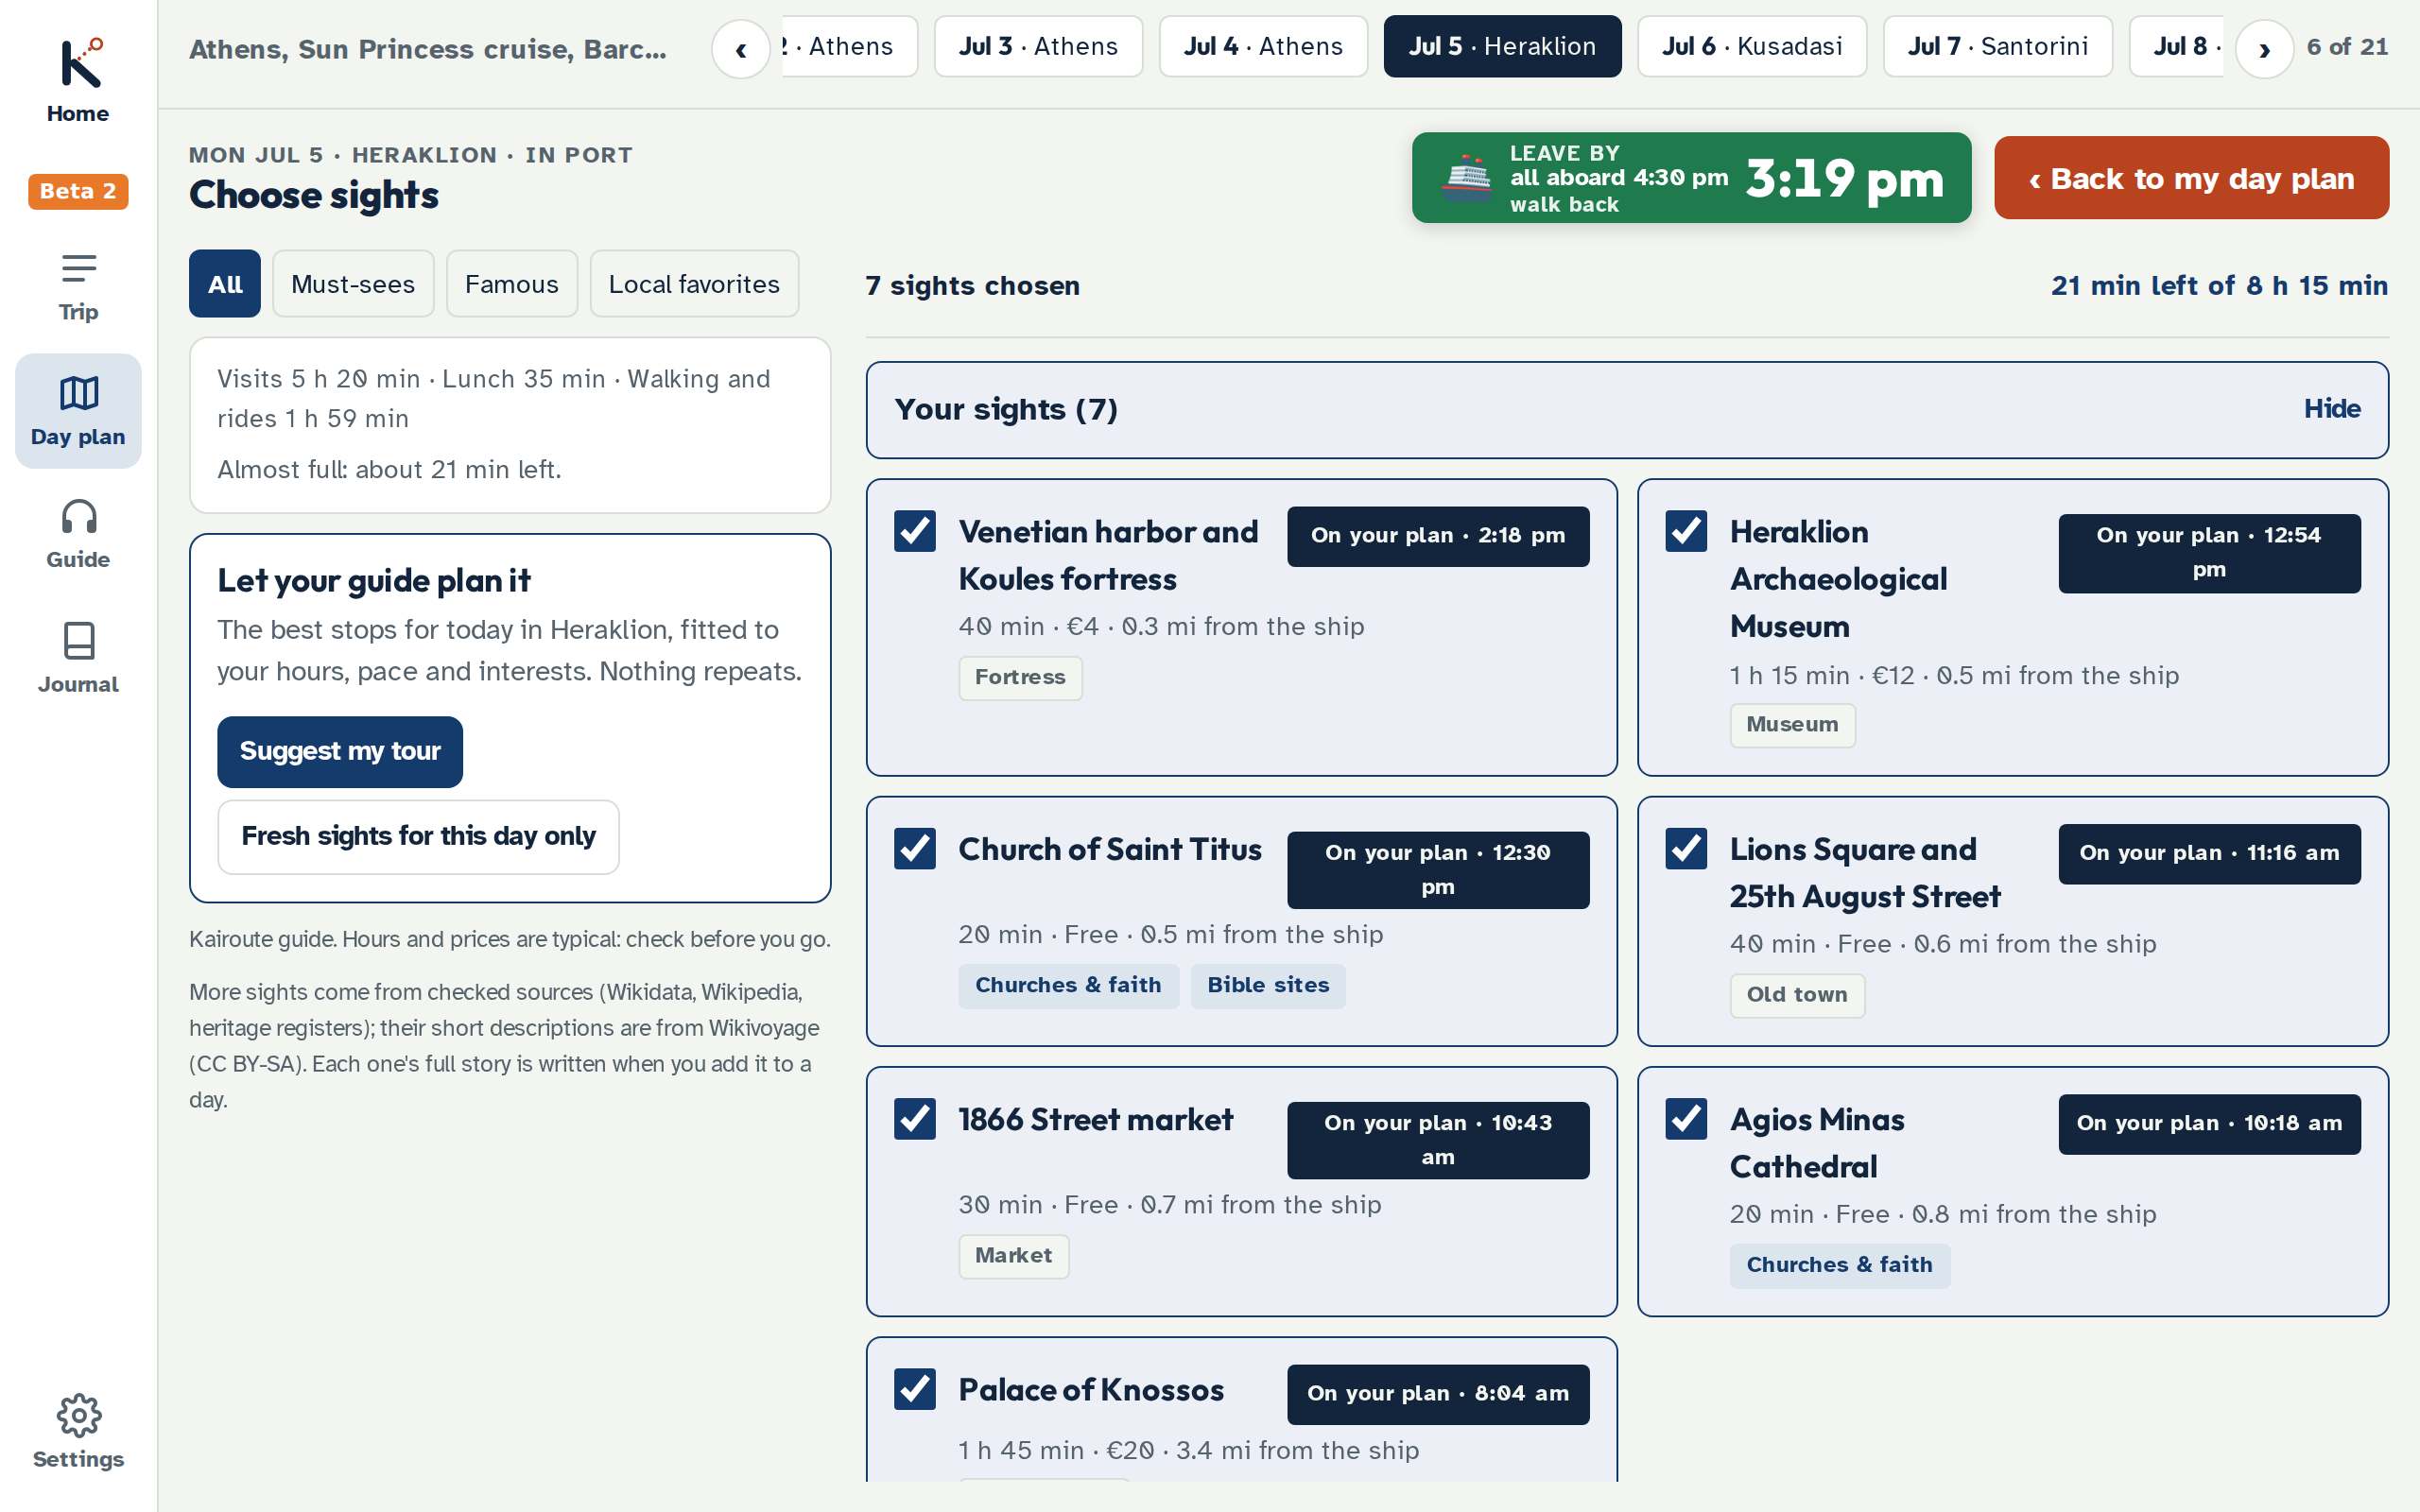 Home
Beta 2
Trip
Day plan
Guide
Journal
Settings
Athens, Sun Princess cruise, Barc...
‹
2 · Athens
Jul 3 · Athens
Jul 4 · Athens
Jul 5 · Heraklion
Jul 6 · Kusadasi
Jul 7 · Santorini
Jul 8 ·
›
6 of 21
MON JUL 5 · HERAKLION · IN PORT
Choose sights
LEAVE BY
all aboard 4:30 pm
walk back
3:19 pm
‹ Back to my day plan
All
Must-sees
Famous
Local favorites
Visits 5 h 20 min · Lunch 35 min · Walking and
rides 1 h 59 min
Almost full: about 21 min left.
Let your guide plan it
The best stops for today in Heraklion, fitted to
your hours, pace and interests. Nothing repeats.
Suggest my tour
Fresh sights for this day only
Kairoute guide. Hours and prices are typical: check before you go.
More sights come from checked sources (Wikidata, Wikipedia,
heritage registers); their short descriptions are from Wikivoyage
(CC BY-SA). Each one's full story is written when you add it to a
day.
7 sights chosen
21 min left of 8 h 15 min
Your sights (7)
Hide
Venetian harbor and
Koules fortress
On your plan · 2:18 pm
40 min · €4 · 0.3 mi from the ship
Fortress
Heraklion
Archaeological
Museum
On your plan · 12:54
pm
1 h 15 min · €12 · 0.5 mi from the ship
Museum
Church of Saint Titus
On your plan · 12:30
pm
20 min · Free · 0.5 mi from the ship
Churches & faith
Bible sites
Lions Square and
25th August Street
On your plan · 11:16 am
40 min · Free · 0.6 mi from the ship
Old town
1866 Street market
On your plan · 10:43
am
30 min · Free · 0.7 mi from the ship
Market
Agios Minas
Cathedral
On your plan · 10:18 am
20 min · Free · 0.8 mi from the ship
Churches & faith
Palace of Knossos
On your plan · 8:04 am
1 h 45 min · €20 · 3.4 mi from the ship